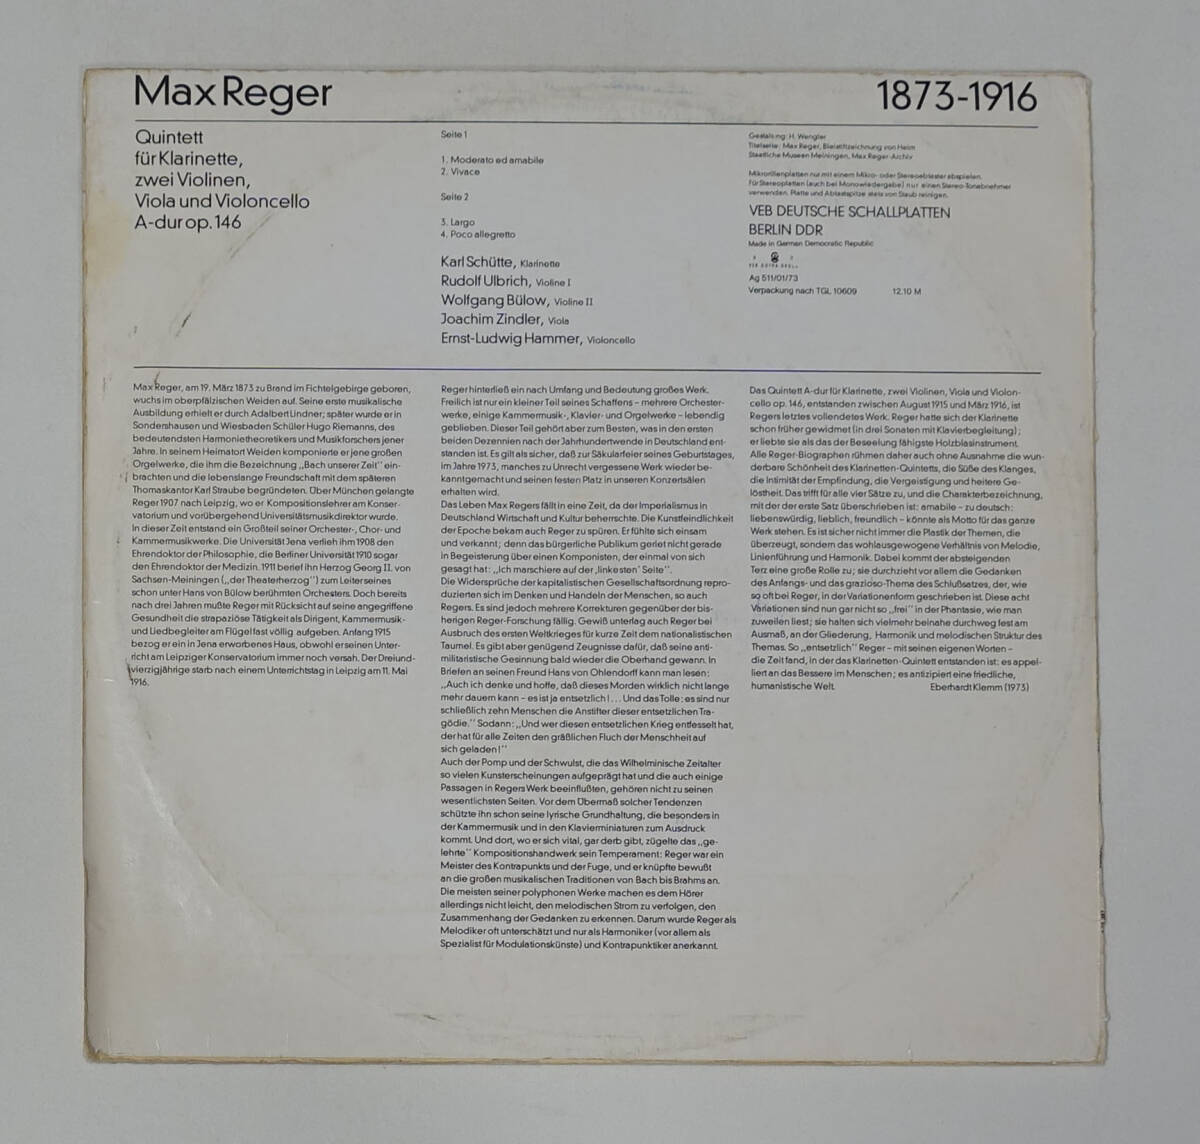 Max Reger
1873-1916
Quintett
für Klarinette,
zwei Violinen,
Viola und Violoncello
A-dur op. 146
Seite 1
1. Moderato ed amabile
2. Vivace
Seite 2
3. Largo
4. Poco allegretto
Karl Schütte, Klarinette
Rudolf Ulbrich, Violine I
Wolfgang Bülow, Violine II
Joachim Zindler, Viola
Ernst-Ludwig Hammer, Violoncello
Gestaltung: H. Wengler
Titelseite: Max Reger, Bleistiftzeichnung von Heim
Staatliche Museen Meiningen, Max Reger-Archiv
Mikrorillenplatten nur mit einem Mikro- oder Stereoabtaster abspielen.
Für Stereoplatten (auch bei Monowiedergabe) nur einen Stereo-Tonabnehmer
verwenden. Platte und Abtastspitze stets von Staub reinigen.
VEB DEUTSCHE SCHALLPLATTEN
BERLIN DDR
Made in German Democratic Republic
Ag 511/01/73
Verpackung nach TGL 10609 12.10 M
Max Reger, am 19. März 1873 zu Brand im Fichtelgebirge geboren,
wuchs im oberpfälzischen Weiden auf. Seine erste musikalische
Ausbildung erhielt er durch Adalbert Lindner; später wurde er in
Sondershausen und Wiesbaden Schüler Hugo Riemanns, des
bedeutendsten Harmonietheoretikers und Musikforschers jener
Jahre. In seinem Heimatort Weiden komponierte er jene großen
Orgelwerke, die ihm die Bezeichnung „Bach unserer Zeit" ein-
brachten und die lebenslange Freundschaft mit dem späteren
Thomaskantor Karl Straube begründeten. Über München gelangte
Reger 1907 nach Leipzig, wo er Kompositionslehrer am Konser-
vatorium und vorübergehend Universitätsmusikdirektor wurde.
In dieser Zeit entstand ein Großteil seiner Orchester-, Chor- und
Kammermusikwerke. Die Universität Jena verlieh ihm 1908 den
Ehrendoktor der Philosophie, die Berliner Universität 1910 sogar
den Ehrendoktor der Medizin. 1911 berief ihn Herzog Georg II. von
Sachsen-Meiningen („der Theaterherzog") zum Leiter seines
schon unter Hans von Bülow berühmten Orchesters. Doch bereits
nach drei Jahren mußte Reger mit Rücksicht auf seine angegriffene
Gesundheit die strapaziöse Tätigkeit als Dirigent, Kammermusik-
und Liedbegleiter am Flügel fast völlig aufgeben. Anfang 1915
bezog er ein in Jena erworbenes Haus, obwohl er seinen Unter-
richt am Leipziger Konservatorium immer noch versah. Der Dreiund-
vierzigjährige starb nach einem Unterrichtstag in Leipzig am 11. Mai
1916.
Reger hinterließ ein nach Umfang und Bedeutung großes Werk.
Freilich ist nur ein kleiner Teil seines Schaffens – mehrere Orchester-
werke, einige Kammermusik-, Klavier- und Orgelwerke – lebendig
geblieben. Dieser Teil gehört aber zum Besten, was in den ersten
beiden Dezennien nach der Jahrhundertwende in Deutschland ent-
standen ist. Es gilt als sicher, daß zur Säkularfeier seines Geburtstages,
im Jahre 1973, manches zu Unrecht vergessene Werk wieder be-
kanntgemacht und seinen festen Platz in unseren Konzertsälen
erhalten wird.
Das Leben Max Regers fällt in eine Zeit, da der Imperialismus in
Deutschland Wirtschaft und Kultur beherrschte. Die Kunstfeindlichkeit
der Epoche bekam auch Reger zu spüren. Er fühlte sich einsam
und verkannt; denn das bürgerliche Publikum geriet nicht gerade
in Begeisterung über einen Komponisten, der einmal von sich
gesagt hat: „Ich marschiere auf der ‚linkesten' Seite".
Die Widersprüche der kapitalistischen Gesellschaftsordnung repro-
duzierten sich im Denken und Handeln der Menschen, so auch
Regers. Es sind jedoch mehrere Korrekturen gegenüber der bis-
herigen Reger-Forschung fällig. Gewiß unterlag auch Reger bei
Ausbruch des ersten Weltkrieges für kurze Zeit dem nationalistischen
Taumel. Es gibt aber genügend Zeugnisse dafür, daß seine anti-
militaristische Gesinnung bald wieder die Oberhand gewann. In
Briefen an seinen Freund Hans von Ohlendorff kann man lesen:
„Auch ich denke und hoffe, daß dieses Morden wirklich nicht lange
mehr dauern kann – es ist ja entsetzlich! ... Und das Tolle: es sind nur
schließlich zehn Menschen die Anstifter dieser entsetzlichen Tra-
gödie." Sodann: „Und wer diesen entsetzlichen Krieg entfesselt hat,
der hat für alle Zeiten den gräßlichen Fluch der Menschheit auf
sich geladen!"
Auch der Pomp und der Schwulst, die das Wilhelminische Zeitalter
so vielen Kunsterscheinungen aufgeprägt hat und die auch einige
Passagen in Regers Werk beeinflußten, gehören nicht zu seinen
wesentlichsten Seiten. Vor dem Übermaß solcher Tendenzen
schützte ihn schon seine lyrische Grundhaltung, die besonders in
der Kammermusik und in den Klavierminiaturen zum Ausdruck
kommt. Und dort, wo er sich vital, gar derb gibt, zügelte das „ge-
lehrte" Kompositionshandwerk sein Temperament: Reger war ein
Meister des Kontrapunkts und der Fuge, und er knüpfte bewußt
an die großen musikalischen Traditionen von Bach bis Brahms an.
Die meisten seiner polyphonen Werke machen es dem Hörer
allerdings nicht leicht, den melodischen Strom zu verfolgen, den
Zusammenhang der Gedanken zu erkennen. Darum wurde Reger als
Melodiker oft unterschätzt und nur als Harmoniker (vor allem als
Spezialist für Modulationskünste) und Kontrapunktiker anerkannt.
Das Quintett A-dur für Klarinette, zwei Violinen, Viola und Violon-
cello op. 146, entstanden zwischen August 1915 und März 1916, ist
Regers letztes vollendetes Werk. Reger hatte sich der Klarinette
schon früher gewidmet (in drei Sonaten mit Klavierbegleitung);
er liebte sie als das der Beseelung fähigste Holzblasinstrument.
Alle Reger-Biographen rühmen daher auch ohne Ausnahme die wun-
derbare Schönheit des Klarinetten-Quintetts, die Süße des Klanges,
die Intimität der Empfindung, die Vergeistigung und heitere Ge-
löstheit. Das trifft für alle vier Sätze zu, und die Charakterbezeichnung,
mit der der erste Satz überschrieben ist: amabile – zu deutsch:
liebenswürdig, lieblich, freundlich – könnte als Motto für das ganze
Werk stehen. Es ist sicher nicht immer die Plastik der Themen, die
überzeugt, sondern das wohlausgewogene Verhältnis von Melodie,
Linienführung und Harmonik. Dabei kommt der absteigenden
Terz eine große Rolle zu; sie durchzieht vor allem die Gedanken
des Anfangs- und das grazioso-Thema des Schlußsatzes, der, wie
so oft bei Reger, in der Variationenform geschrieben ist. Diese acht
Variationen sind nun gar nicht so „frei" in der Phantasie, wie man
zuweilen liest; sie halten sich vielmehr beinahe durchweg fest am
Ausmaß, an der Gliederung, Harmonik und melodischen Struktur des
Themas. So „entsetzlich" Reger – mit seinen eigenen Worten –
die Zeit fand, in der das Klarinetten-Quintett entstanden ist: es appel-
liert an das Bessere im Menschen; es antizipiert eine friedliche,
humanistische Welt. Eberhardt Klemm (1973)